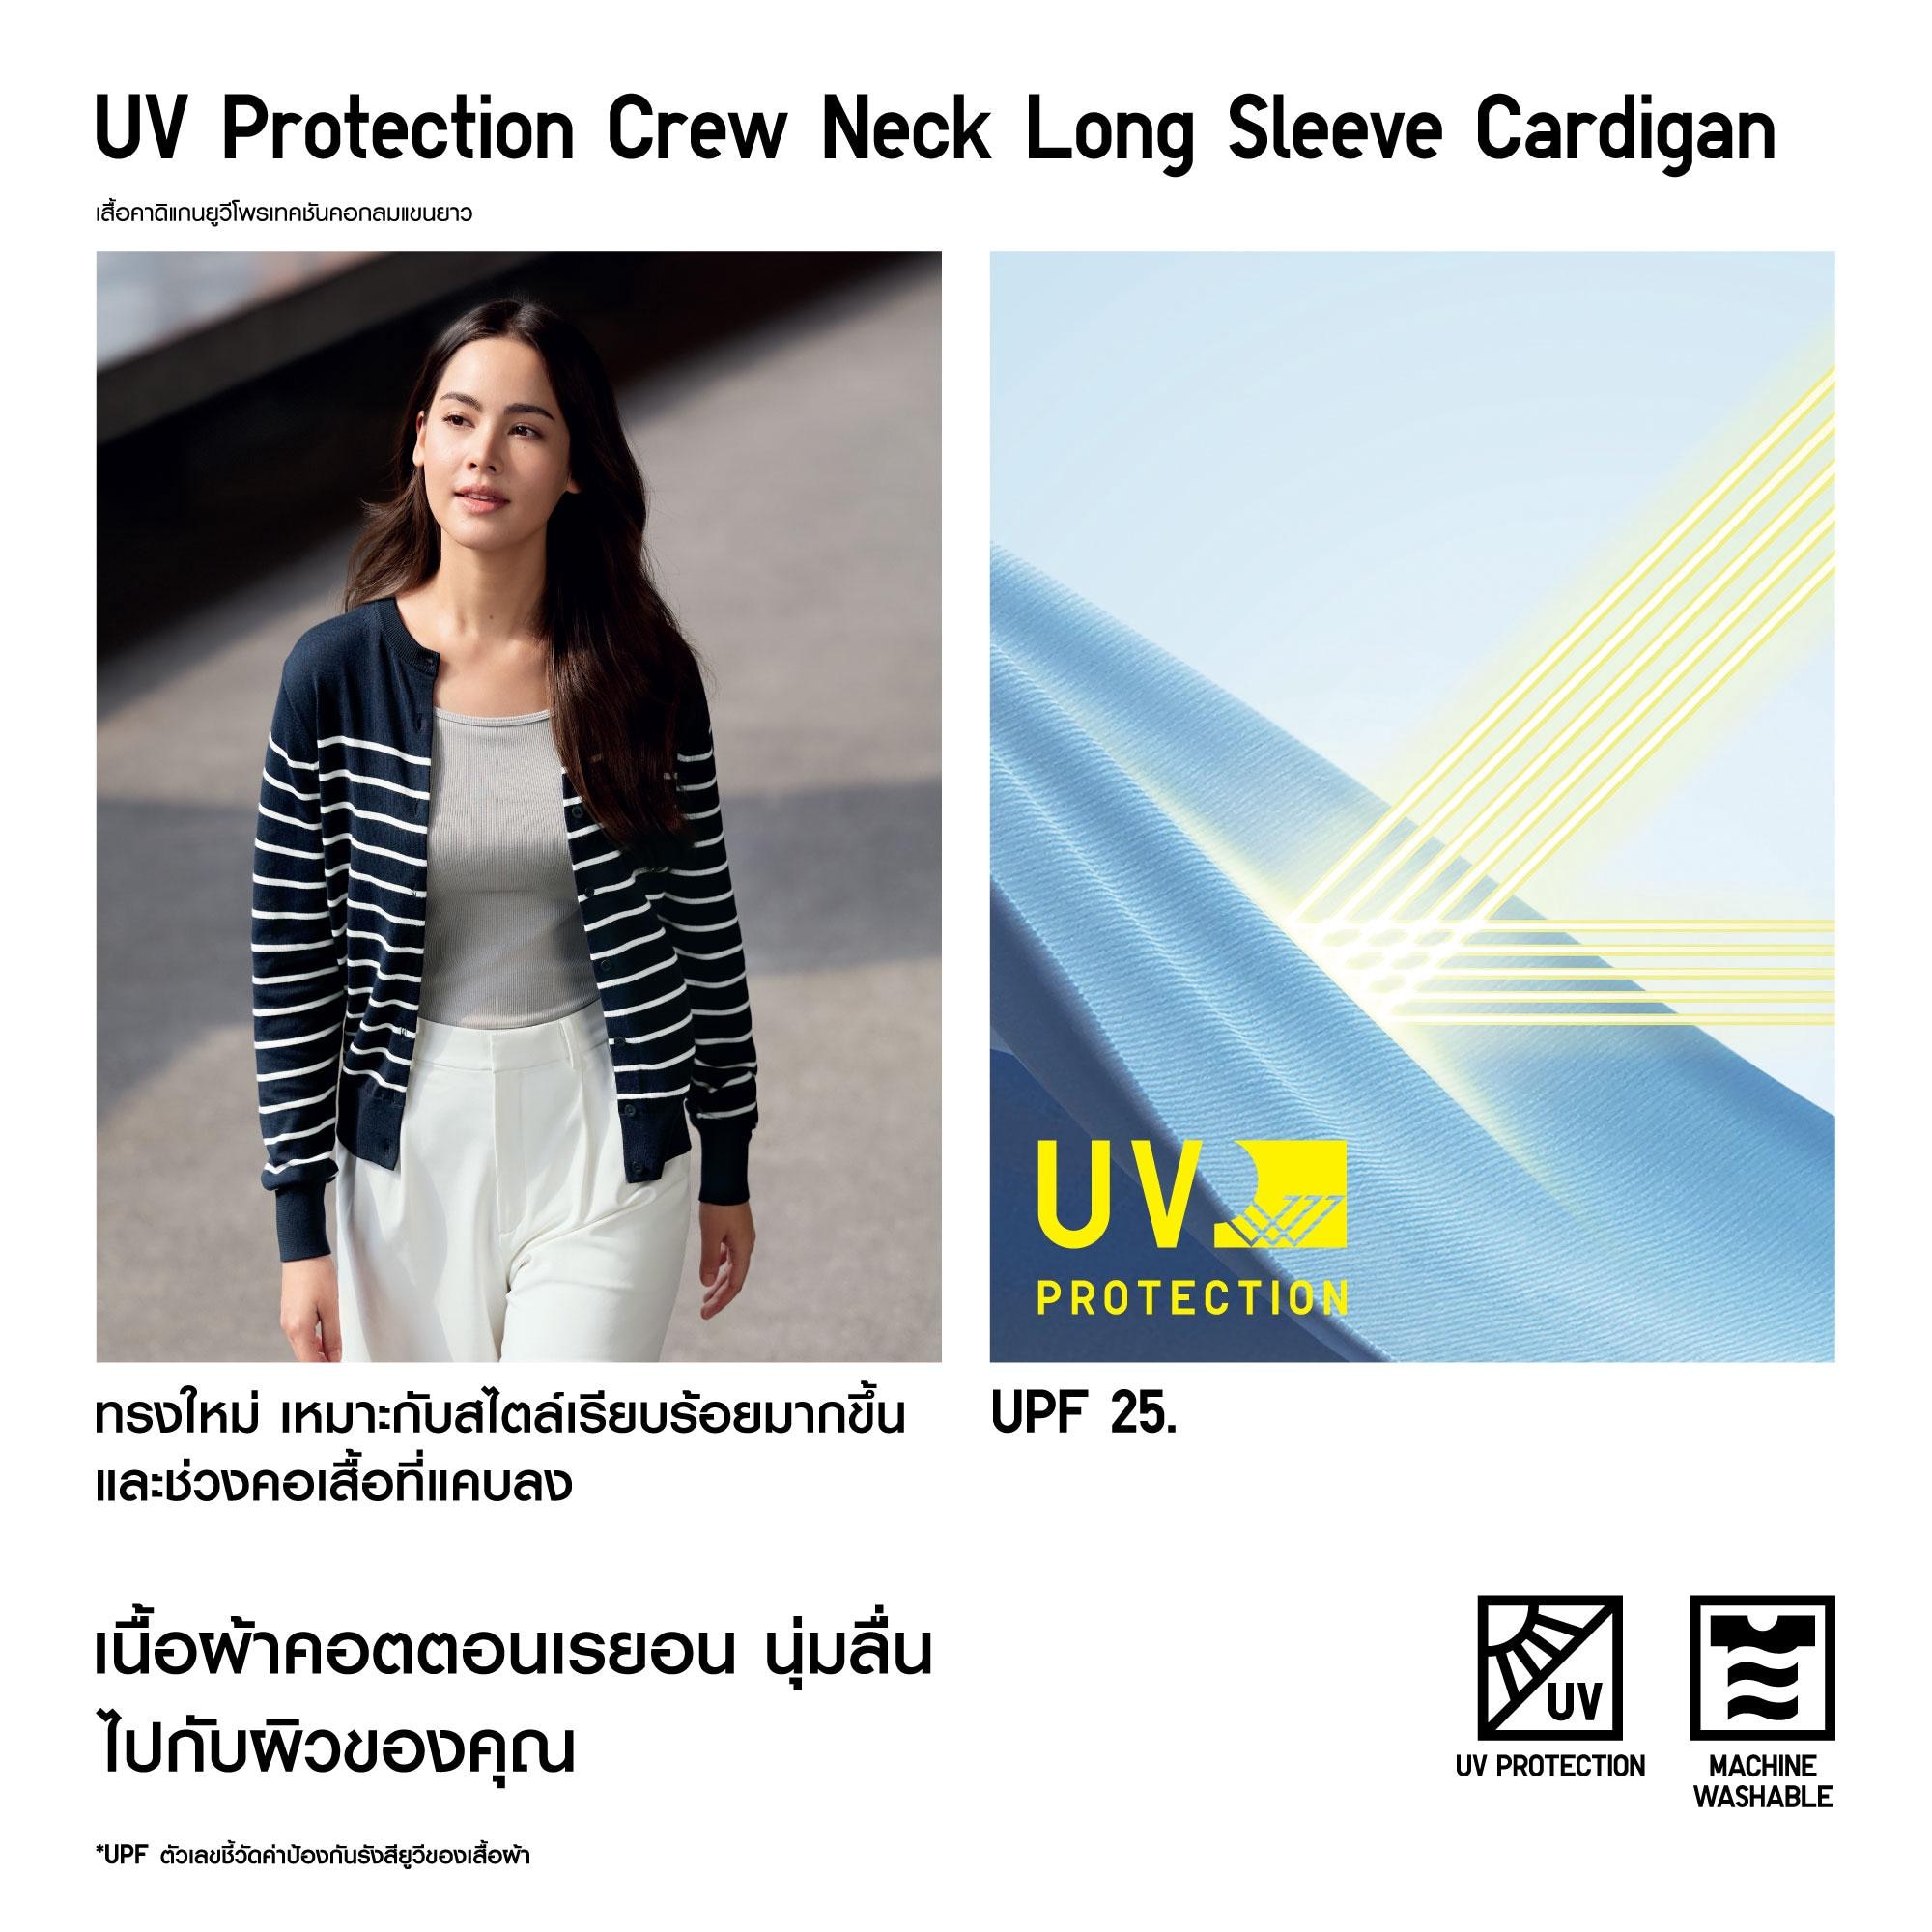 UV Protection Crew Neck Long Sleeve Cardigan
เสื้อคาดิแกนยูวีโพรเทคชันคอกลมแขนยาว
UV
PROTECTION
ทรงใหม่ เหมาะกับสไตล์เรียบร้อยมากขึ้น
และช่วงคอเสื้อที่แคบลง
UPF 25.
เนื้อผ้าคอตตอนเรยอน นุ่มลื่น
ไปกับผิวของคุณ
UV
UV PROTECTION
MACHINE
WASHABLE
*UPF ตัวเลขชี้วัดค่าป้องกันรังสียูวีของเสื้อผ้า